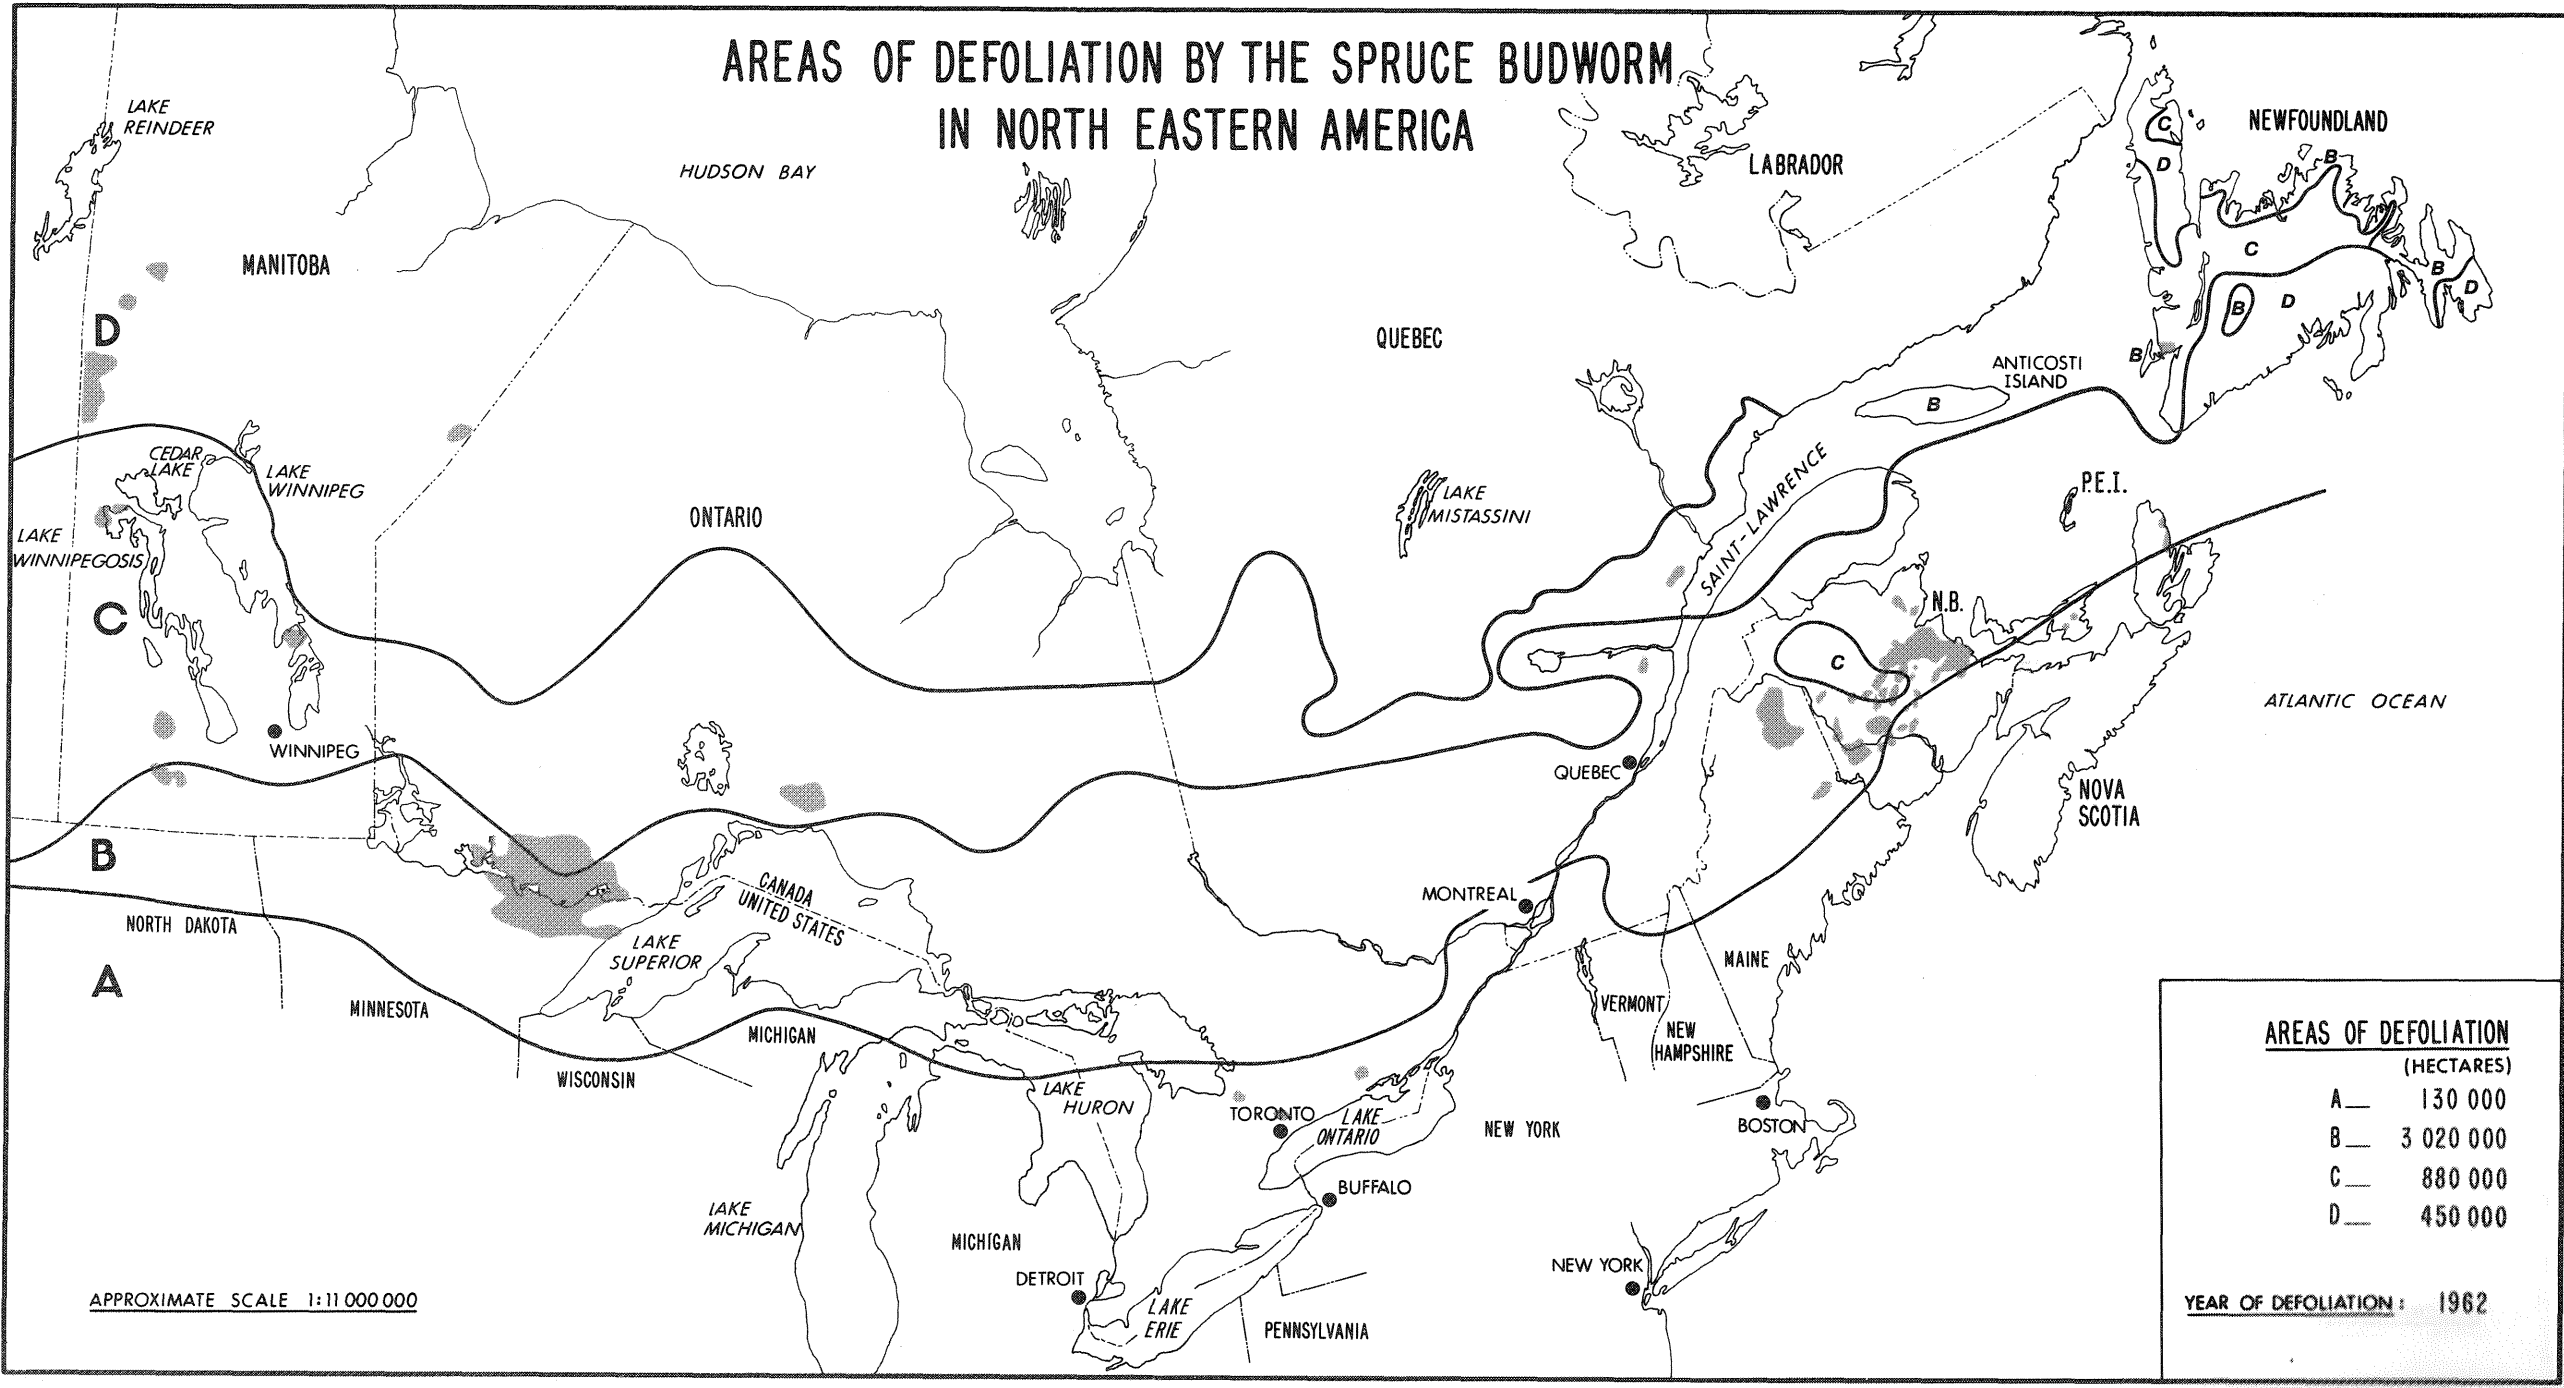 AREAS OF DEFOLIATION BY THE SPRUCE BUDWORM
IN NORTH EASTERN AMERICA
LAKE
REINDEER
HUDSON BAY
MANITOBA
D
LABRADOR
NEWFOUNDLAND
C
D
B
C
B
D
B
D
B
QUEBEC
ANTICOSTI
ISLAND
B
CEDAR
LAKE
LAKE
WINNIPEG
LAKE
WINNIPEGOSIS
ONTARIO
LAKE
MISTASSINI
SAINT-LAWRENCE
P.E.I.
C
N.B.
C
WINNIPEG
ATLANTIC OCEAN
QUEBEC
NOVA
SCOTIA
B
CANADA
UNITED STATES
MONTREAL
NORTH DAKOTA
LAKE
SUPERIOR
A
MINNESOTA
MICHIGAN
WISCONSIN
MAINE
VERMONT
NEW
HAMPSHIRE
LAKE
HURON
TORONTO
LAKE
ONTARIO
NEW YORK
BOSTON
BUFFALO
LAKE
MICHIGAN
MICHIGAN
DETROIT
LAKE
ERIE
PENNSYLVANIA
NEW YORK
APPROXIMATE SCALE 1:11 000 000
AREAS OF DEFOLIATION
(HECTARES)
A__ 130 000
B__ 3 020 000
C__ 880 000
D__ 450 000
YEAR OF DEFOLIATION: 1962